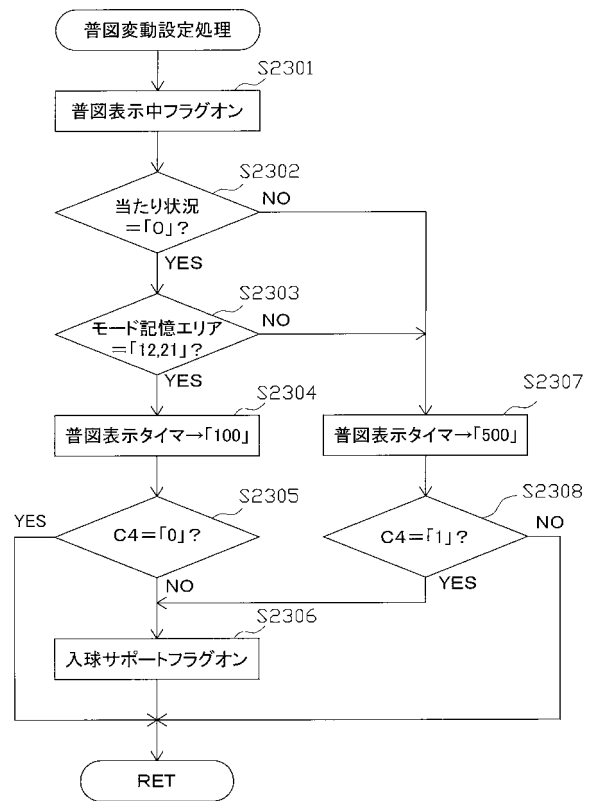 普図変動設定処理
S2301
普図表示中フラグオン
S2302
当たり状況
=「0」?
NO
YES
S2303
モード記憶エリア
=「12,21」?
NO
YES
S2304
普図表示タイマ→「100」
S2307
普図表示タイマ→「500」
S2305
YES
C4=「0」?
NO
S2308
C4=「1」?
NO
YES
S2306
入球サポートフラグオン
RET